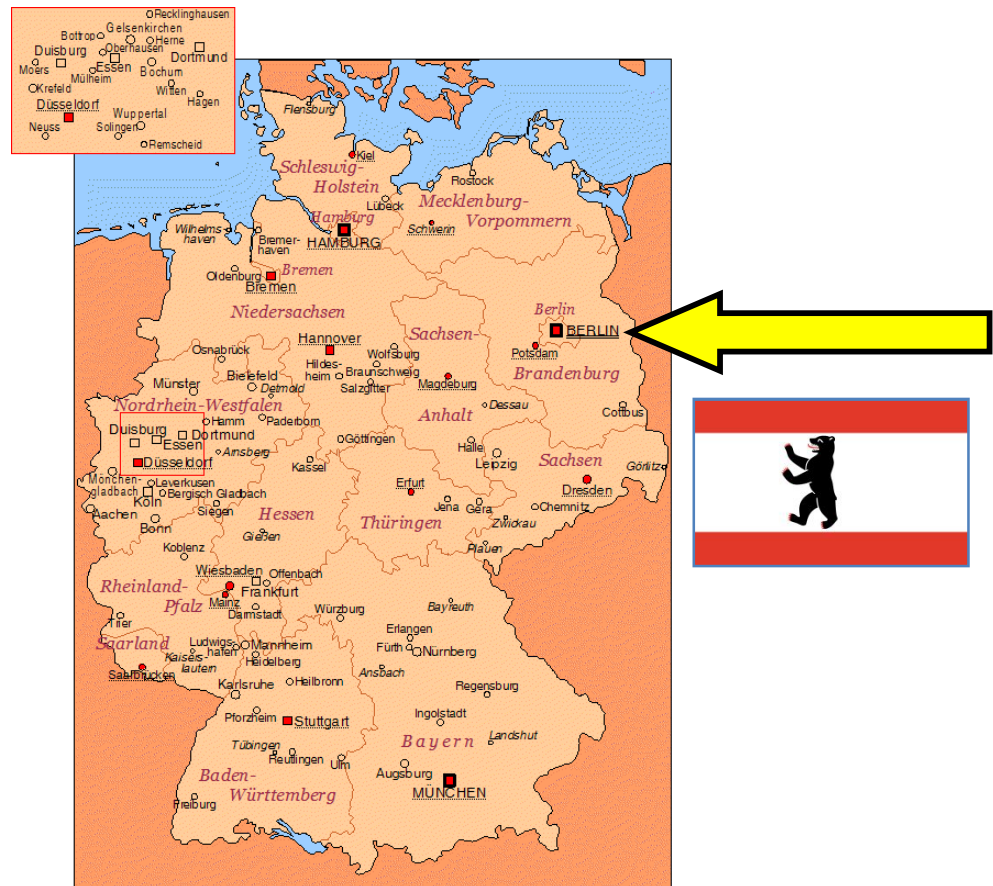 Recklinghausen
Bottrop
Gelsenkirchen
Herne
Oberhausen
Duisburg
Essen
Dortmund
Moers
Mülheim
Bochum
Krefeld
Witten
Hagen
Düsseldorf
Wuppertal
Neuss
Solingen
Remscheid
Flensburg
Kiel
Schleswig-
Holstein
Rostock
Lübeck
Mecklenburg-
Vorpommern
Hamburg
HAMBURG
Schwerin
Wilhelms-
haven
Bremer-
haven
Oldenburg
Bremen
Bremen
Niedersachsen
Berlin
BERLIN
Potsdam
Brandenburg
Hannover
Sachsen-
Anhalt
Osnabrück
Hildes-
heim
Wolfsburg
Braunschweig
Salzgitter
Magdeburg
Bielefeld
Detmold
Münster
Nordrhein-Westfalen
Hamm
Paderborn
Dessau
Cottbus
Duisburg
Dortmund
Essen
Arnsberg
Düsseldorf
Göttingen
Halle
Leipzig
Sachsen
Görlitz
Kassel
Mönchen-
gladbach
Leverkusen
Bergisch Gladbach
Köln
Erfurt
Dresden
Aachen
Siegen
Hessen
Thüringen
Jena
Gera
Chemnitz
Zwickau
Bonn
Gießen
Plauen
Koblenz
Wiesbaden
Offenbach
Frankfurt
Rheinland-
Pfalz
Mainz
Darmstadt
Würzburg
Bayreuth
Trier
Erlangen
Saarland
Ludwigs-
hafen
Mannheim
Fürth
Nürnberg
Kaisers-
lautern
Heidelberg
Ansbach
Saarbrücken
Karlsruhe
Heilbronn
Regensburg
Pforzheim
Stuttgart
Ingolstadt
Tübingen
Reutlingen
Ulm
Bayern
Landshut
Baden-
Württemberg
Augsburg
MÜNCHEN
Freiburg